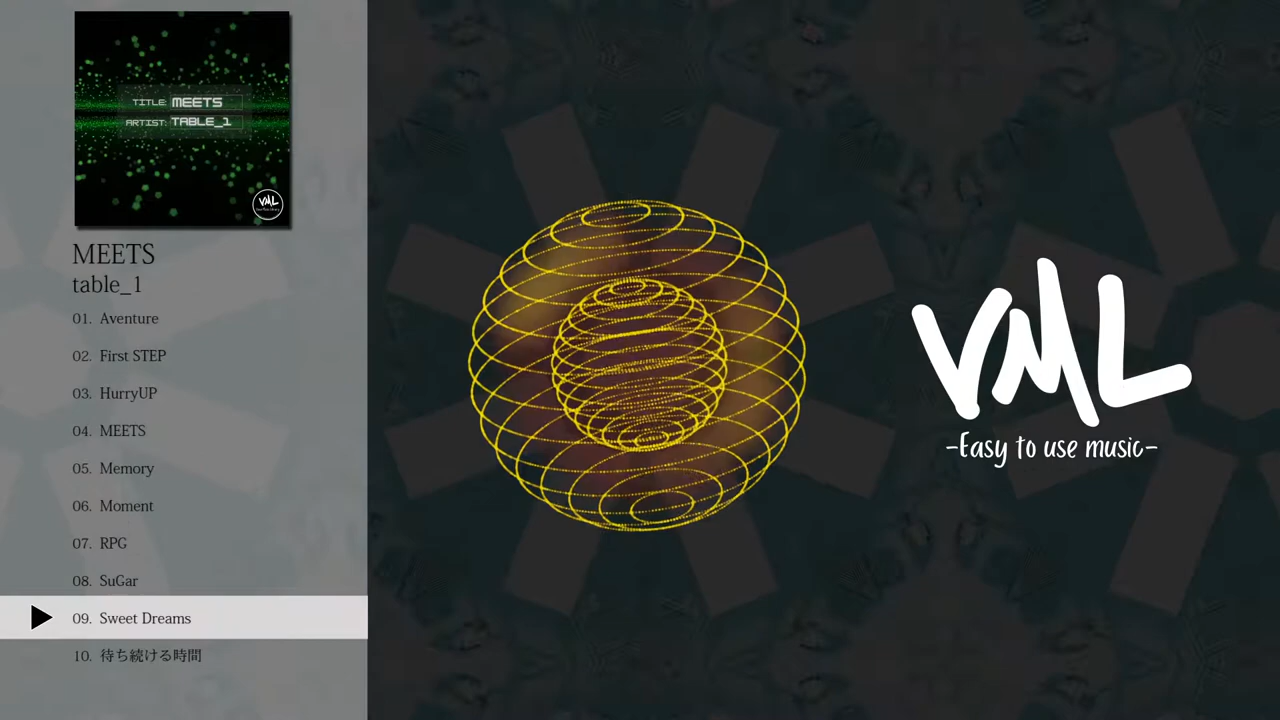 TITLE: MEETS
ARTIST: TABLE_1
VML
MEETS
table_1
01. Aventure
02. First STEP
03. HurryUP
04. MEETS
05. Memory
06. Moment
07. RPG
08. SuGar
09. Sweet Dreams
10. 待ち続ける時間
VML
-Easy to use music-